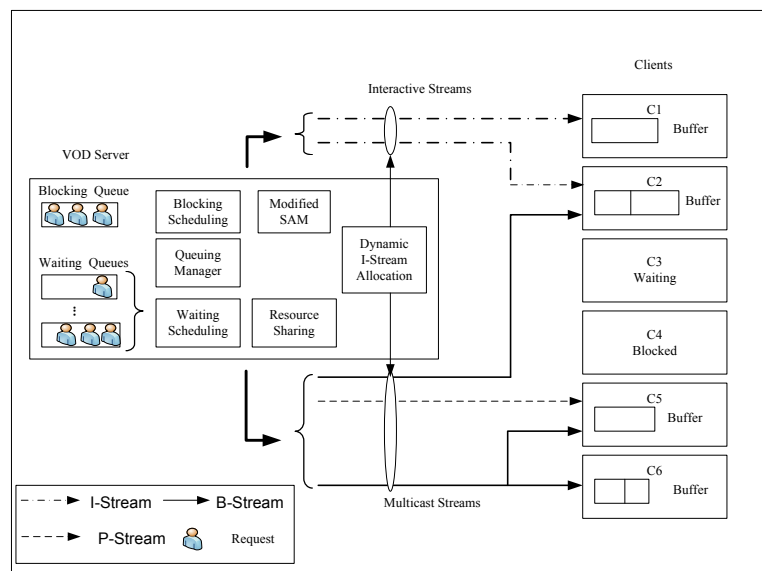 Clients
Interactive Streams
C1
Buffer
VOD Server
Blocking Queue
Blocking
Scheduling
Modified
SAM
C2
Buffer
Queuing
Manager
Dynamic
I-Stream
Allocation
C3
Waiting
Waiting Queues
Waiting
Scheduling
Resource
Sharing
C4
Blocked
C5
Buffer
C6
Buffer
Multicast Streams
I-Stream
B-Stream
P-Stream
Request